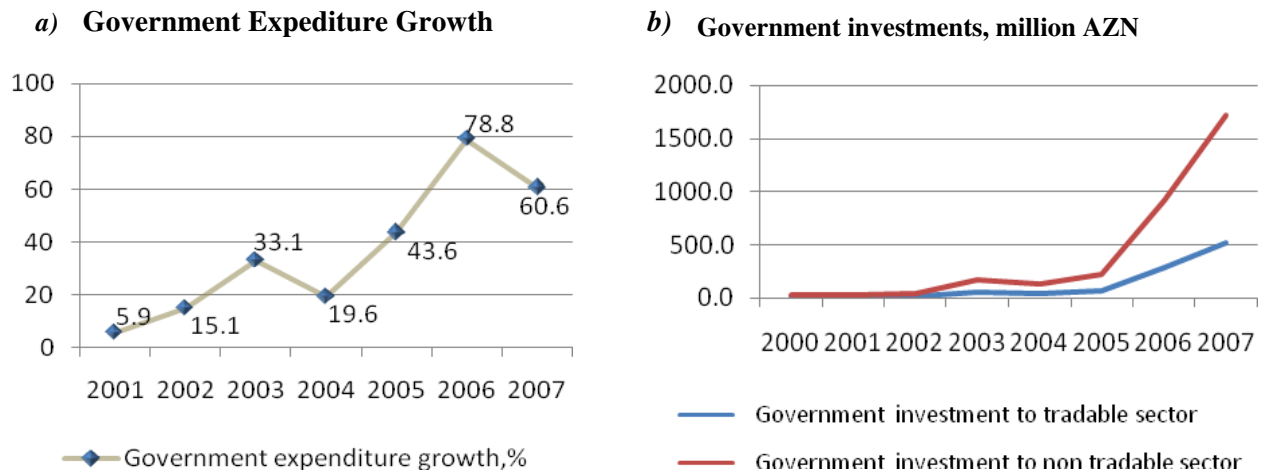 a) Government Expediture Growth
100
80
60
40
20
0
5.9
15.1
33.1
19.6
43.6
78.8
60.6
2001 2002 2003 2004 2005 2006 2007
Government expenditure growth,%
b) Government investments, million AZN
2000.0
1500.0
1000.0
500.0
0.0
2000 2001 2002 2003 2004 2005 2006 2007
Government investment to tradable sector
Government investment to non tradable sector